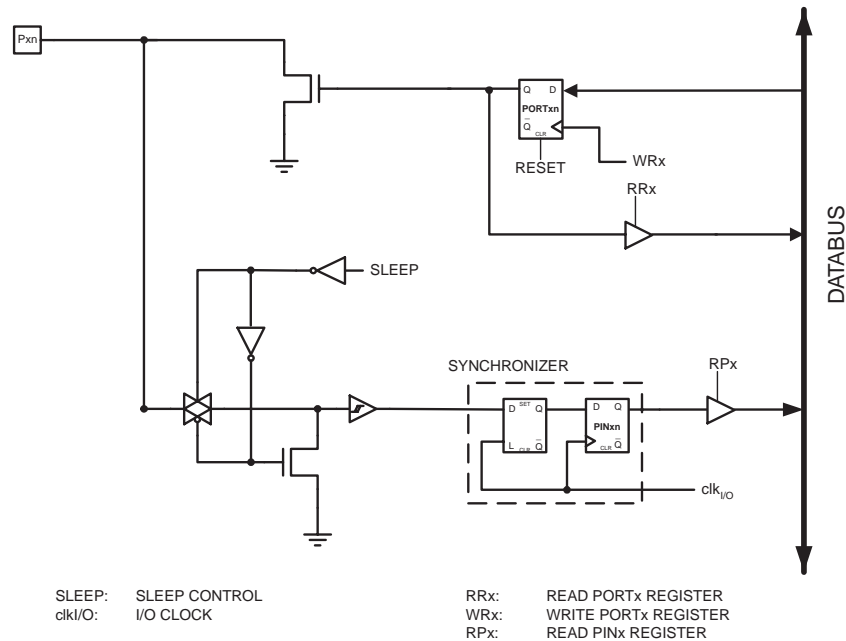 Pxn
Q D
PORTxn
Q
CLR
RESET
WRx
RRx
SLEEP
DATABUS
SYNCHRONIZER
RPx
D SET Q
L CLR Q
D Q
PINxn
CLR Q
clkI/O
SLEEP: SLEEP CONTROL
clkI/O: I/O CLOCK
RRx: READ PORTx REGISTER
WRx: WRITE PORTx REGISTER
RPx: READ PINx REGISTER